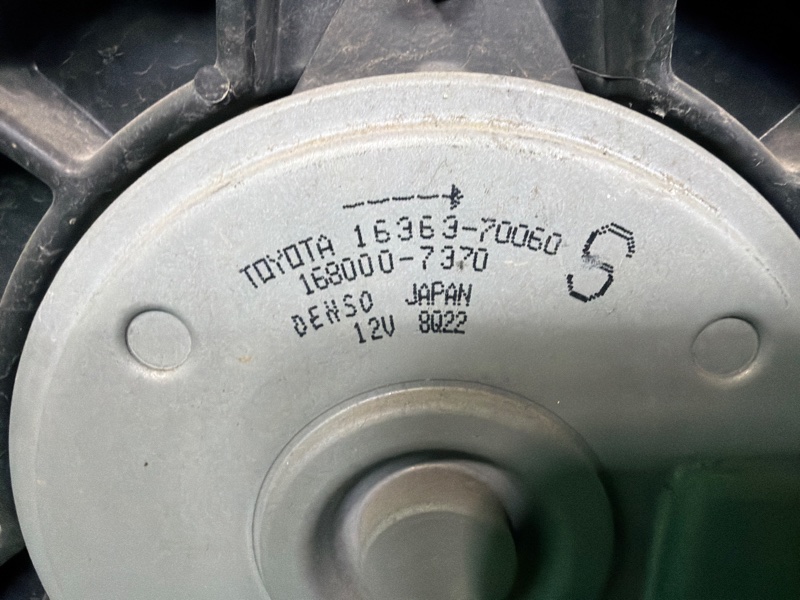 TOYOTA 16363-70060
168000-7370
S
DENSO JAPAN
12V 8Q22